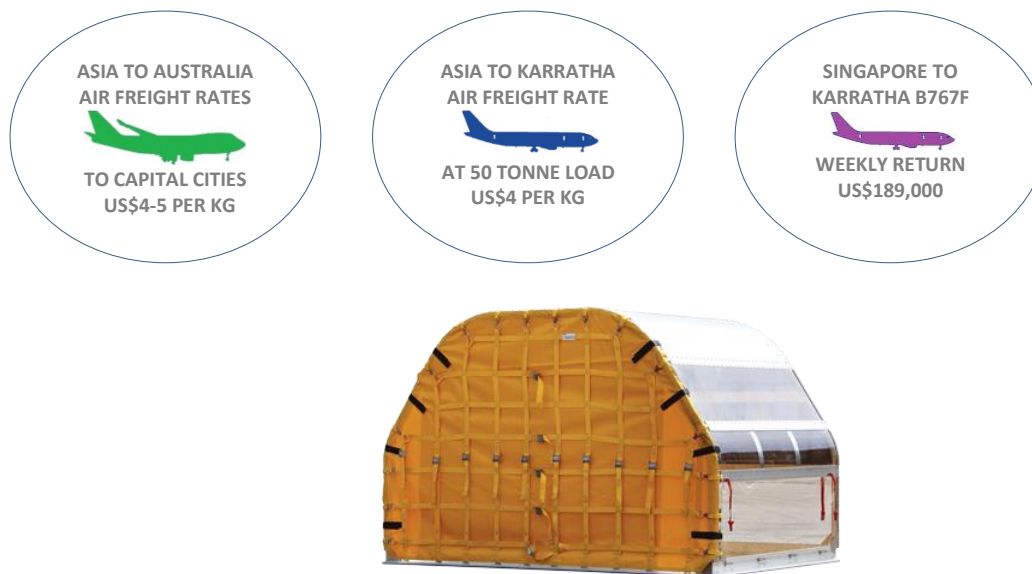 ASIA TO AUSTRALIA
AIR FREIGHT RATES
TO CAPITAL CITIES
US$4-5 PER KG
ASIA TO KARRATHA
AIR FREIGHT RATE
AT 50 TONNE LOAD
US$4 PER KG
SINGAPORE TO
KARRATHA B767F
WEEKLY RETURN
US$189,000